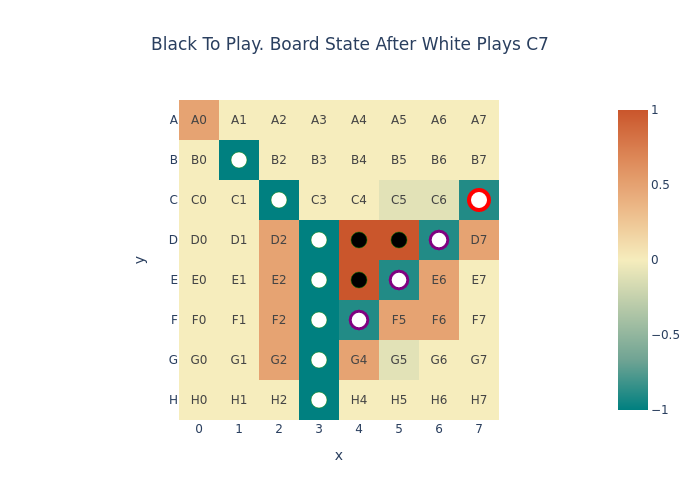 Black To Play. Board State After White Plays C7
A A0 A1 A2 A3 A4 A5 A6 A7
B B0 B2 B3 B4 B5 B6 B7
C C0 C1 C3 C4 C5 C6
D D0 D1 D2 D7
E E0 E1 E2 E6 E7
F F0 F1 F2 F5 F6 F7
G G0 G1 G2 G4 G5 G6 G7
H H0 H1 H2 H4 H5 H6 H7
0 1 2 3 4 5 6 7
x
y
1
0.5
0
−0.5
−1